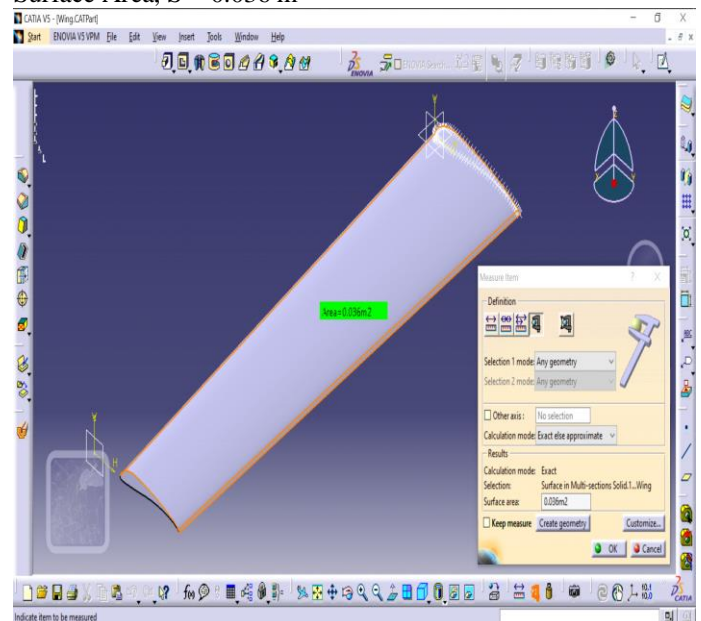 Surface Area, S = 0.036 m
CATIA V5 - [Wing.CATPart]
Start ENOVIA V5 VPM File Edit View Insert Tools Window Help
ENOVIA
Area=0.036m2
Measure Item
Definition
Selection 1 mode: Any geometry
Selection 2 mode: Any geometry
Other axis : No selection
Calculation mode: Exact else approximate
Results
Calculation mode: Exact
Selection: Surface in Multi-sections Solid.1...Wing
Surface area: 0.036m2
Keep measure Create geometry Customize...
OK Cancel
CATIA
Indicate item to be measured